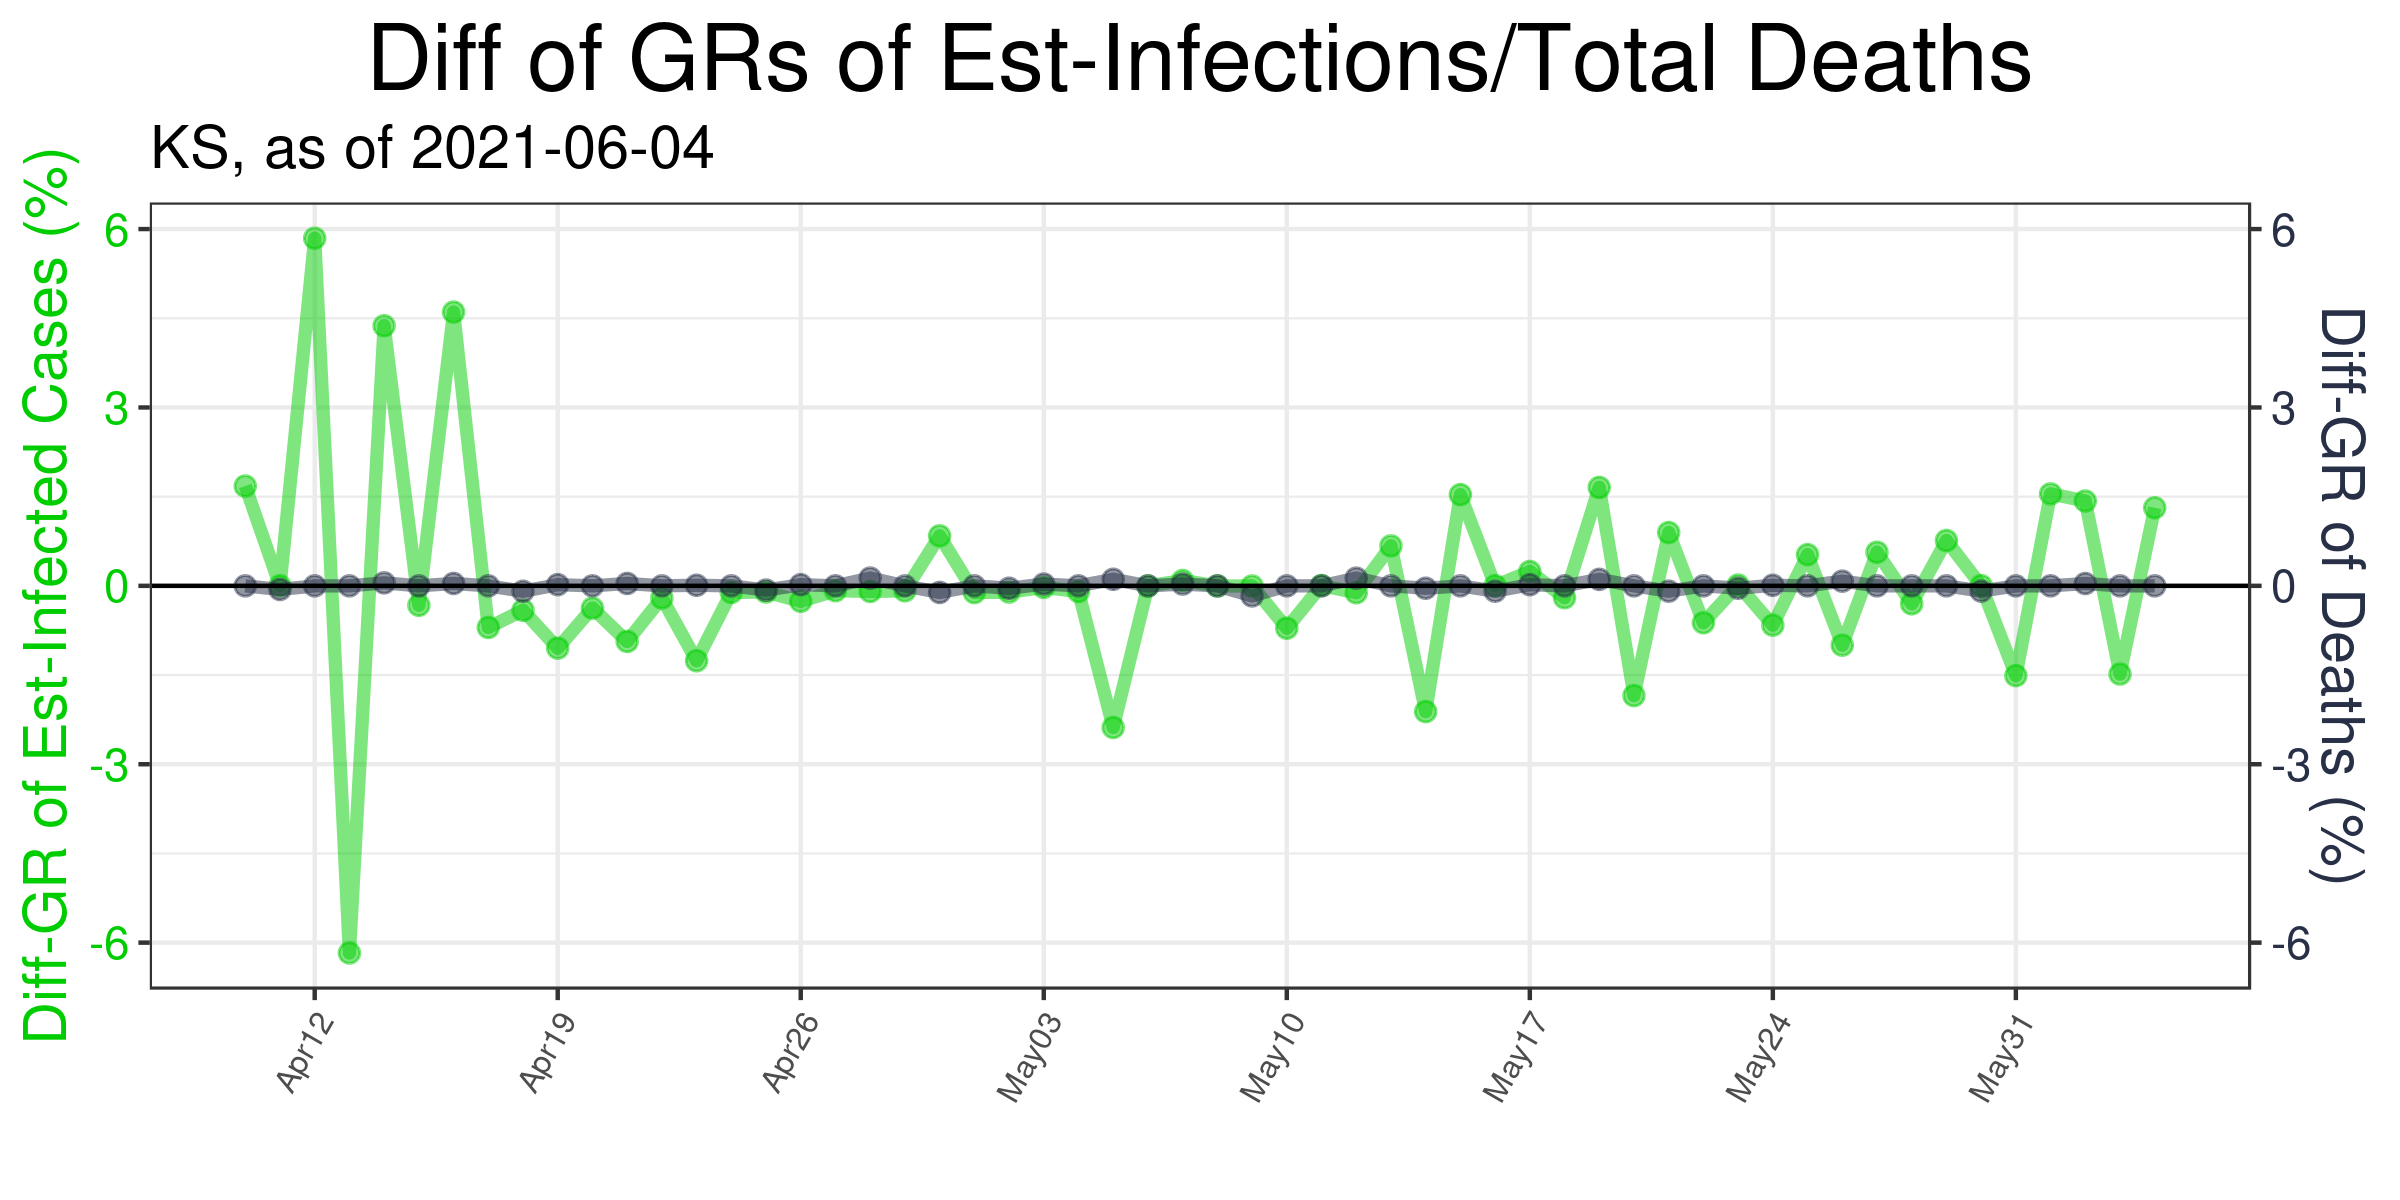 Diff of GRs of Est-Infections/Total Deaths
KS, as of 2021-06-04
Diff-GR of Est-Infected Cases (%)
6
3
0
-3
-6
6
3
0
-3
-6
Diff-GR of Deaths (%)
Apr12
Apr19
Apr26
May03
May10
May17
May24
May31